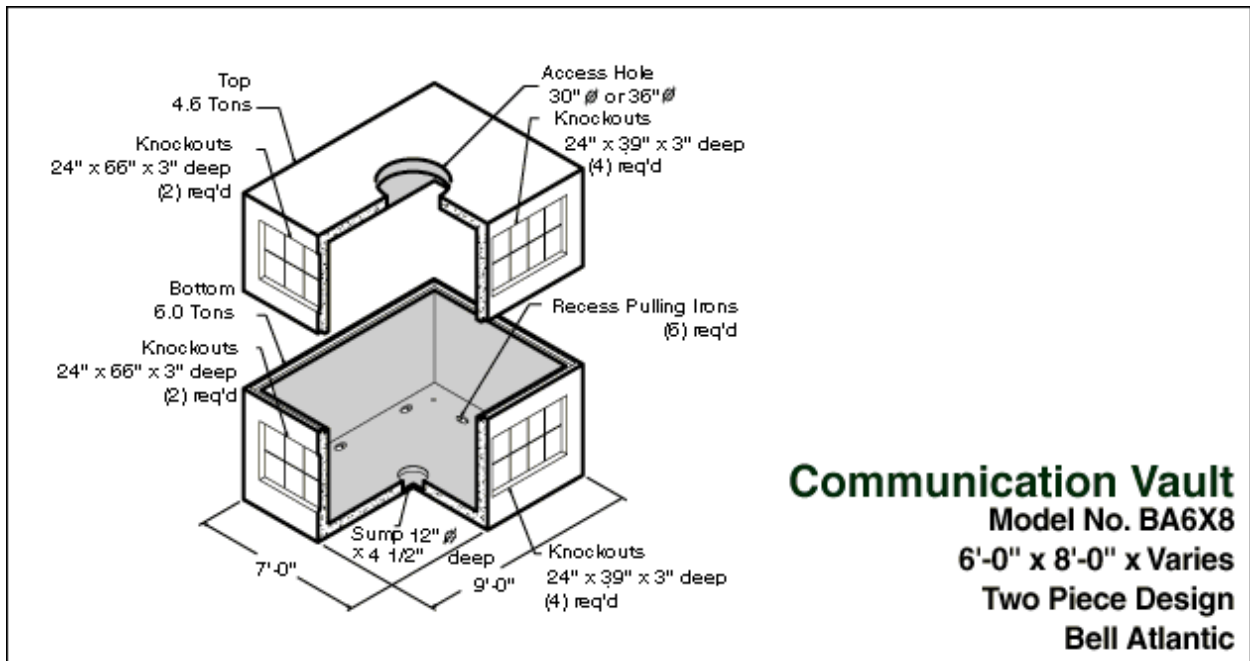 Top
4.6 Tons
Knockouts
24" x 66" x 3" deep
(2) req'd
Access Hole
30" ø or 36"ø
Knockouts
24" x 39" x 3" deep
(4) req'd
Bottom
6.0 Tons
Knockouts
24" x 66" x 3" deep
(2) req'd
Recess Pulling Irons
(6) req'd
Sump 12" ø
x 4 1/2" deep
7'-0"
9'-0"
Knockouts
24" x 39" x 3" deep
(4) req'd
Communication Vault
Model No. BA6X8
6'-0" x 8'-0" x Varies
Two Piece Design
Bell Atlantic